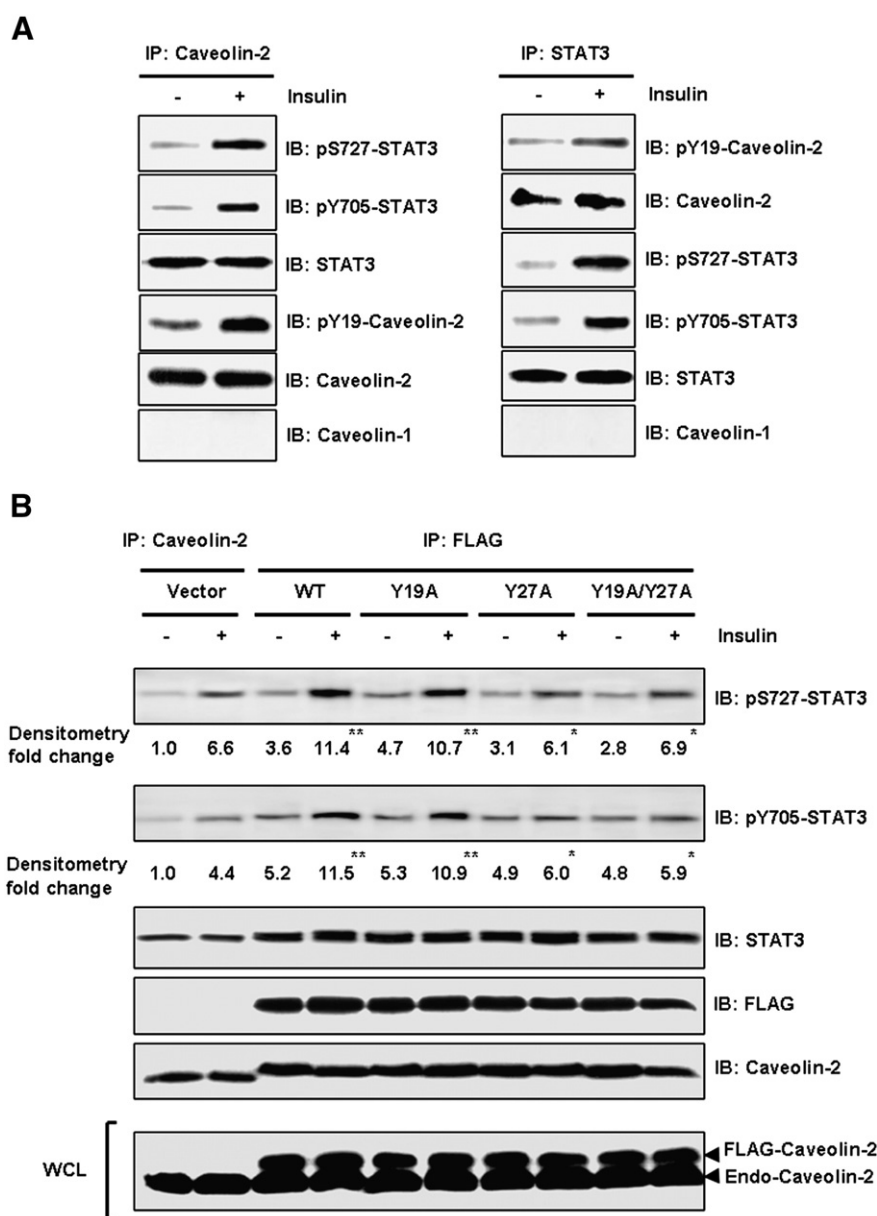 A
IP: Caveolin-2
- + Insulin
IB: pS727-STAT3
IB: pY705-STAT3
IB: STAT3
IB: pY19-Caveolin-2
IB: Caveolin-2
IB: Caveolin-1
IP: STAT3
- + Insulin
IB: pY19-Caveolin-2
IB: Caveolin-2
IB: pS727-STAT3
IB: pY705-STAT3
IB: STAT3
IB: Caveolin-1
B
IP: Caveolin-2 IP: FLAG
Vector WT Y19A Y27A Y19A/Y27A
- + - + - + - + - + Insulin
IB: pS727-STAT3
Densitometry
fold change
1.0 6.6 3.6 11.4** 4.7 10.7** 3.1 6.1* 2.8 6.9*
IB: pY705-STAT3
Densitometry
fold change
1.0 4.4 5.2 11.5** 5.3 10.9** 4.9 6.0* 4.8 5.9*
IB: STAT3
IB: FLAG
IB: Caveolin-2
WCL
FLAG-Caveolin-2
Endo-Caveolin-2